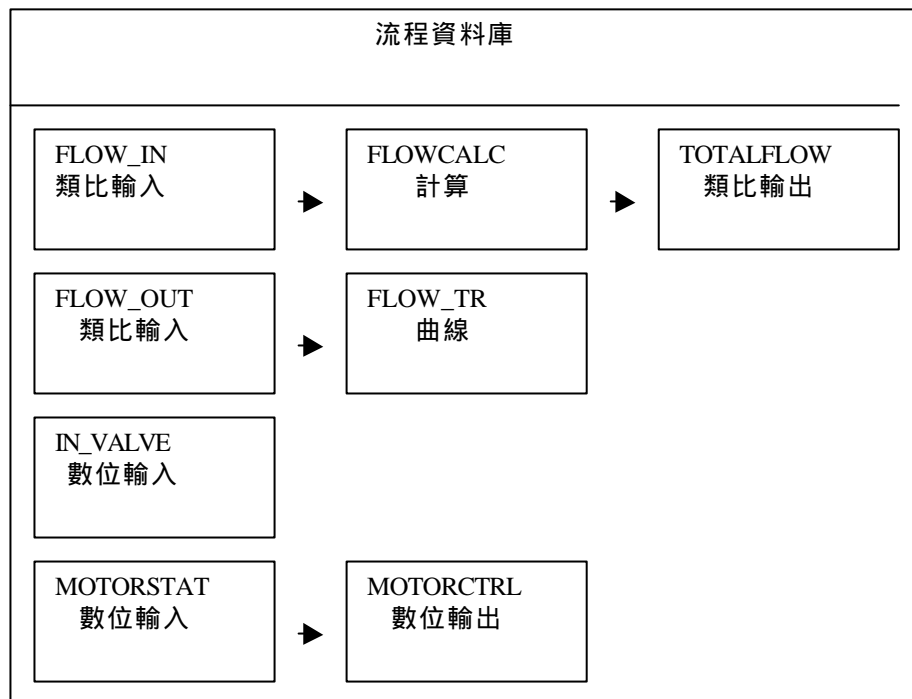 流程資料庫
FLOW_IN
類比輸入
FLOWCALC
計算
TOTALFLOW
類比輸出
FLOW_OUT
類比輸入
FLOW_TR
曲線
IN_VALVE
數位輸入
MOTORSTAT
數位輸入
MOTORCTRL
數位輸出